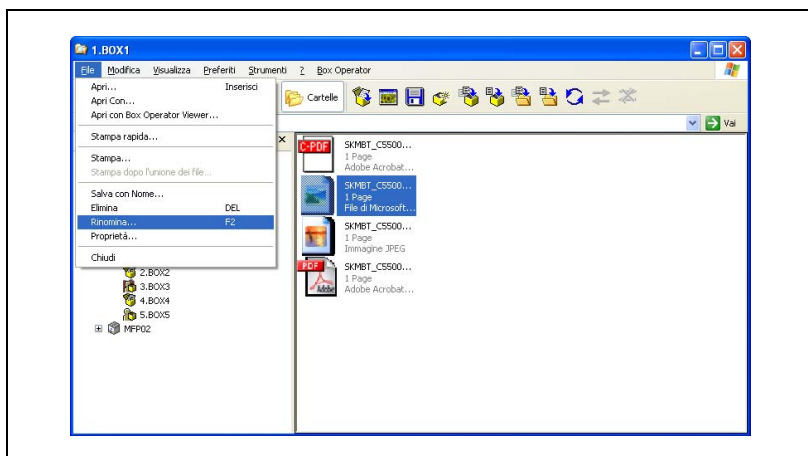 1.BOX1
File Modifica Visualizza Preferiti Strumenti ? Box Operator
Apri... Inserisci
Apri Con...
Apri con Box Operator Viewer...
Stampa rapida...
Stampa...
Stampa dopo l'unione dei file...
Salva con Nome...
Elimina DEL
Rinomina... F2
Proprietà...
Chiudi
Cartelle
Vai
2.BOX2
3.BOX3
4.BOX4
5.BOX5
MFP02
C-PDF
SKMBT_C5500...
1 Page
Adobe Acrobat...
SKMBT_C5500...
1 Page
File di Microsoft...
SKMBT_C5500...
1 Page
Immagine JPEG
PDF
Adobe
SKMBT_C5500...
1 Page
Adobe Acrobat...